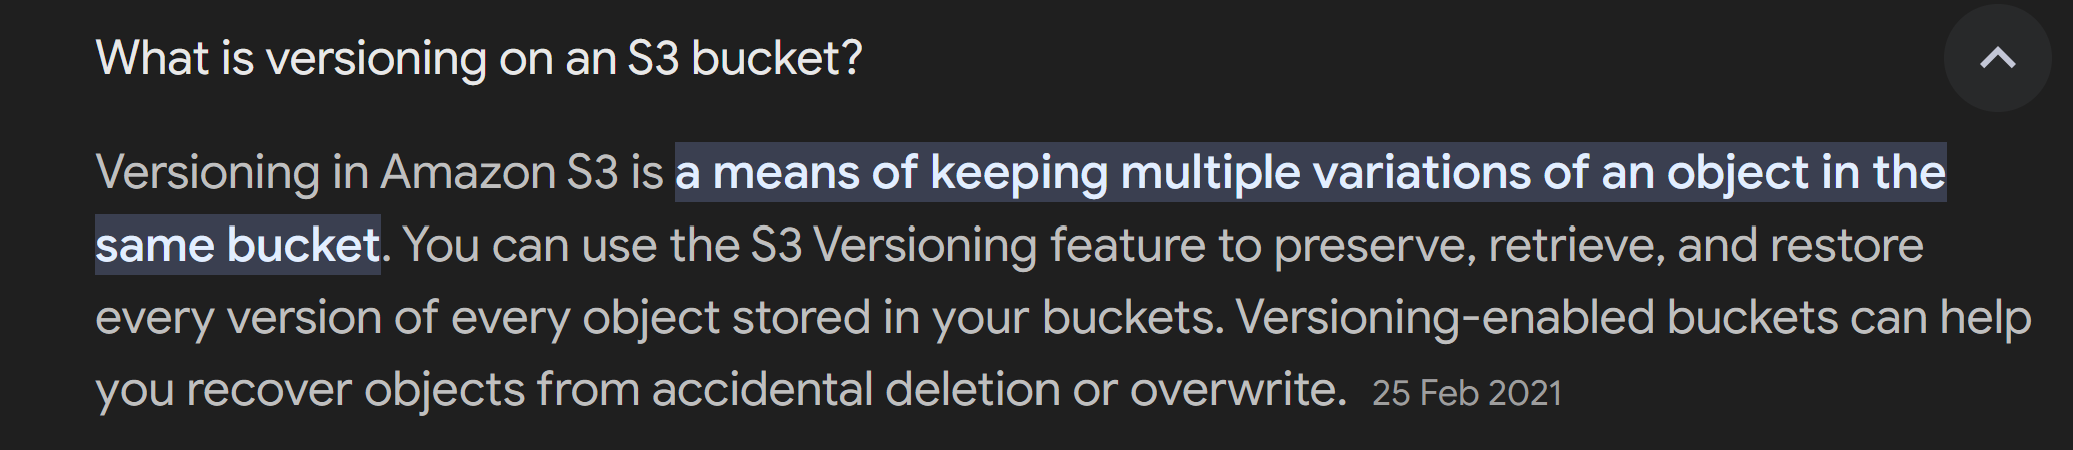 What is versioning on an S3 bucket?
Versioning in Amazon S3 is a means of keeping multiple variations of an object in the
same bucket. You can use the S3 Versioning feature to preserve, retrieve, and restore
every version of every object stored in your buckets. Versioning-enabled buckets can help
you recover objects from accidental deletion or overwrite. 25 Feb 2021